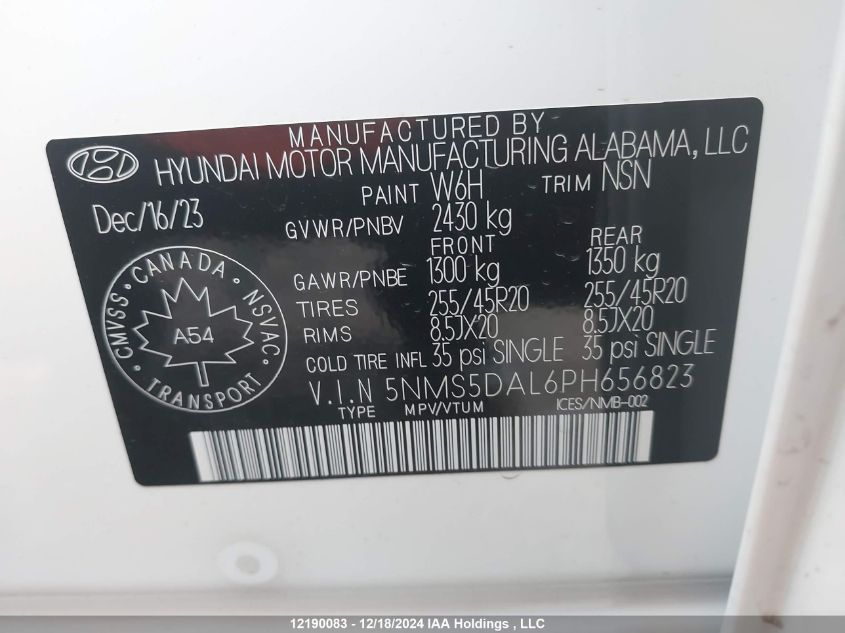 MANUFACTURED BY
HYUNDAI MOTOR MANUFACTURING ALABAMA, LLC
PAINT W6H TRIM NSN
Dec/16/23
GVWR/PNBV 2430 kg
FRONT REAR
GAWR/PNBE 1300 kg 1350 kg
TIRES 255/45R20 255/45R20
RIMS 8.5JX20 8.5JX20
COLD TIRE INFL 35 psi SINGLE 35 psi SINGLE
CMVSS CANADA NSVAC
A54
TRANSPORT
V.I.N 5NMS5DAL6PH656823
TYPE MPV/VTUM ICES/NMB-002
12190083 - 12/18/2024 IAA Holdings , LLC